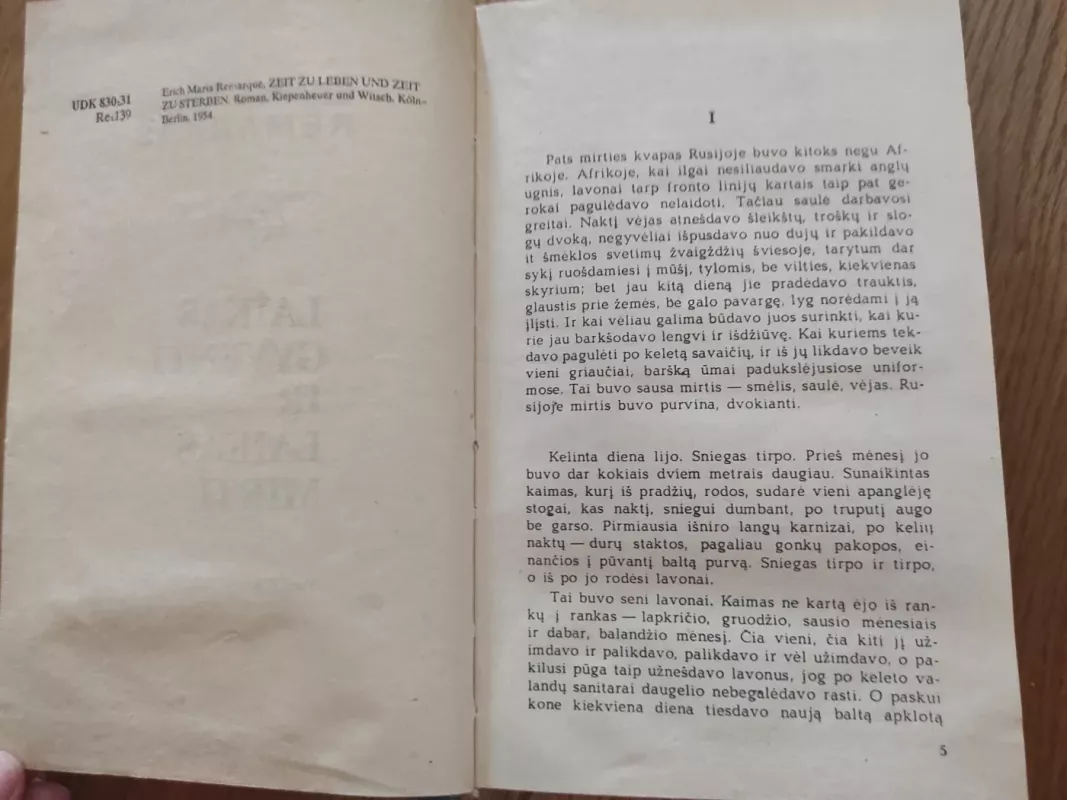 UDK 830.31
Re.139
Erich Maria Remarque. ZEIT ZU LEBEN UND ZEIT
ZU STERBEN. Roman. Kiepenheuer und Witsch. Köln-
Berlin, 1954
I
Pats mirties kvapas Rusijoje buvo kitoks negu Af-
rikoje. Afrikoje, kai ilgai nesiliaudavo smarki anglų
ugnis, lavonai tarp fronto linijų kartais taip pat ge-
rokai pagulėdavo nelaidoti. Tačiau saulė darbavosi
greitai. Naktį vėjas atnešdavo šleikštų, troškų ir slo-
gų dvoką, negyvėliai išpusdavo nuo dujų ir pakildavo
it šmėklos svetimų žvaigždžių šviesoje, tarytum dar
sykį ruošdamiesi į mūšį, tylomis, be vilties, kiekvienas
skyrium; bet jau kitą dieną jie pradėdavo trauktis,
glaustis prie žemės, be galo pavargę, lyg norėdami į ją
įlįsti. Ir kai vėliau galima būdavo juos surinkti, kai ku-
rie jau barkšodavo lengvi ir išdžiūvę. Kai kuriems tek-
davo pagulėti po keletą savaičių, ir iš jų likdavo beveik
vieni griaučiai, barška ūmai padukslėjusiose unifor-
mose. Tai buvo sausa mirtis — smėlis, saulė, vėjas. Ru-
sijoje mirtis buvo purvina, dvokianti.
Kelinta diena lijo. Sniegas tirpo. Prieš mėnesį jo
buvo dar kokiais dviem metrais daugiau. Sunaikintas
kaimas, kurį iš pradžių, rodos, sudarė vieni apanglėję
stogai, kas naktį, sniegui dumbant, po truputį augo
be garso. Pirmiausia išniro langų karnizai, po kelių
naktų — durų staktos, pagaliau gonkų pakopos, ei-
nančios į pūvantį baltą purvą. Sniegas tirpo ir tirpo,
o iš po jo rodėsi lavonai.
Tai buvo seni lavonai. Kaimas ne kartą ėjo iš ran-
kų į rankas — lapkričio, gruodžio, sausio mėnesiais
ir dabar, balandžio mėnesį. Čia vieni, čia kiti jį už-
imdavo ir palikdavo, palikdavo ir vėl užimdavo, o pa-
kilusi pūga taip užnešdavo lavonus, jog po keleto va-
landų sanitarai daugelio nebegalėdavo rasti. O paskui
kone kiekviena diena tiesdavo naują baltą apklotą
5